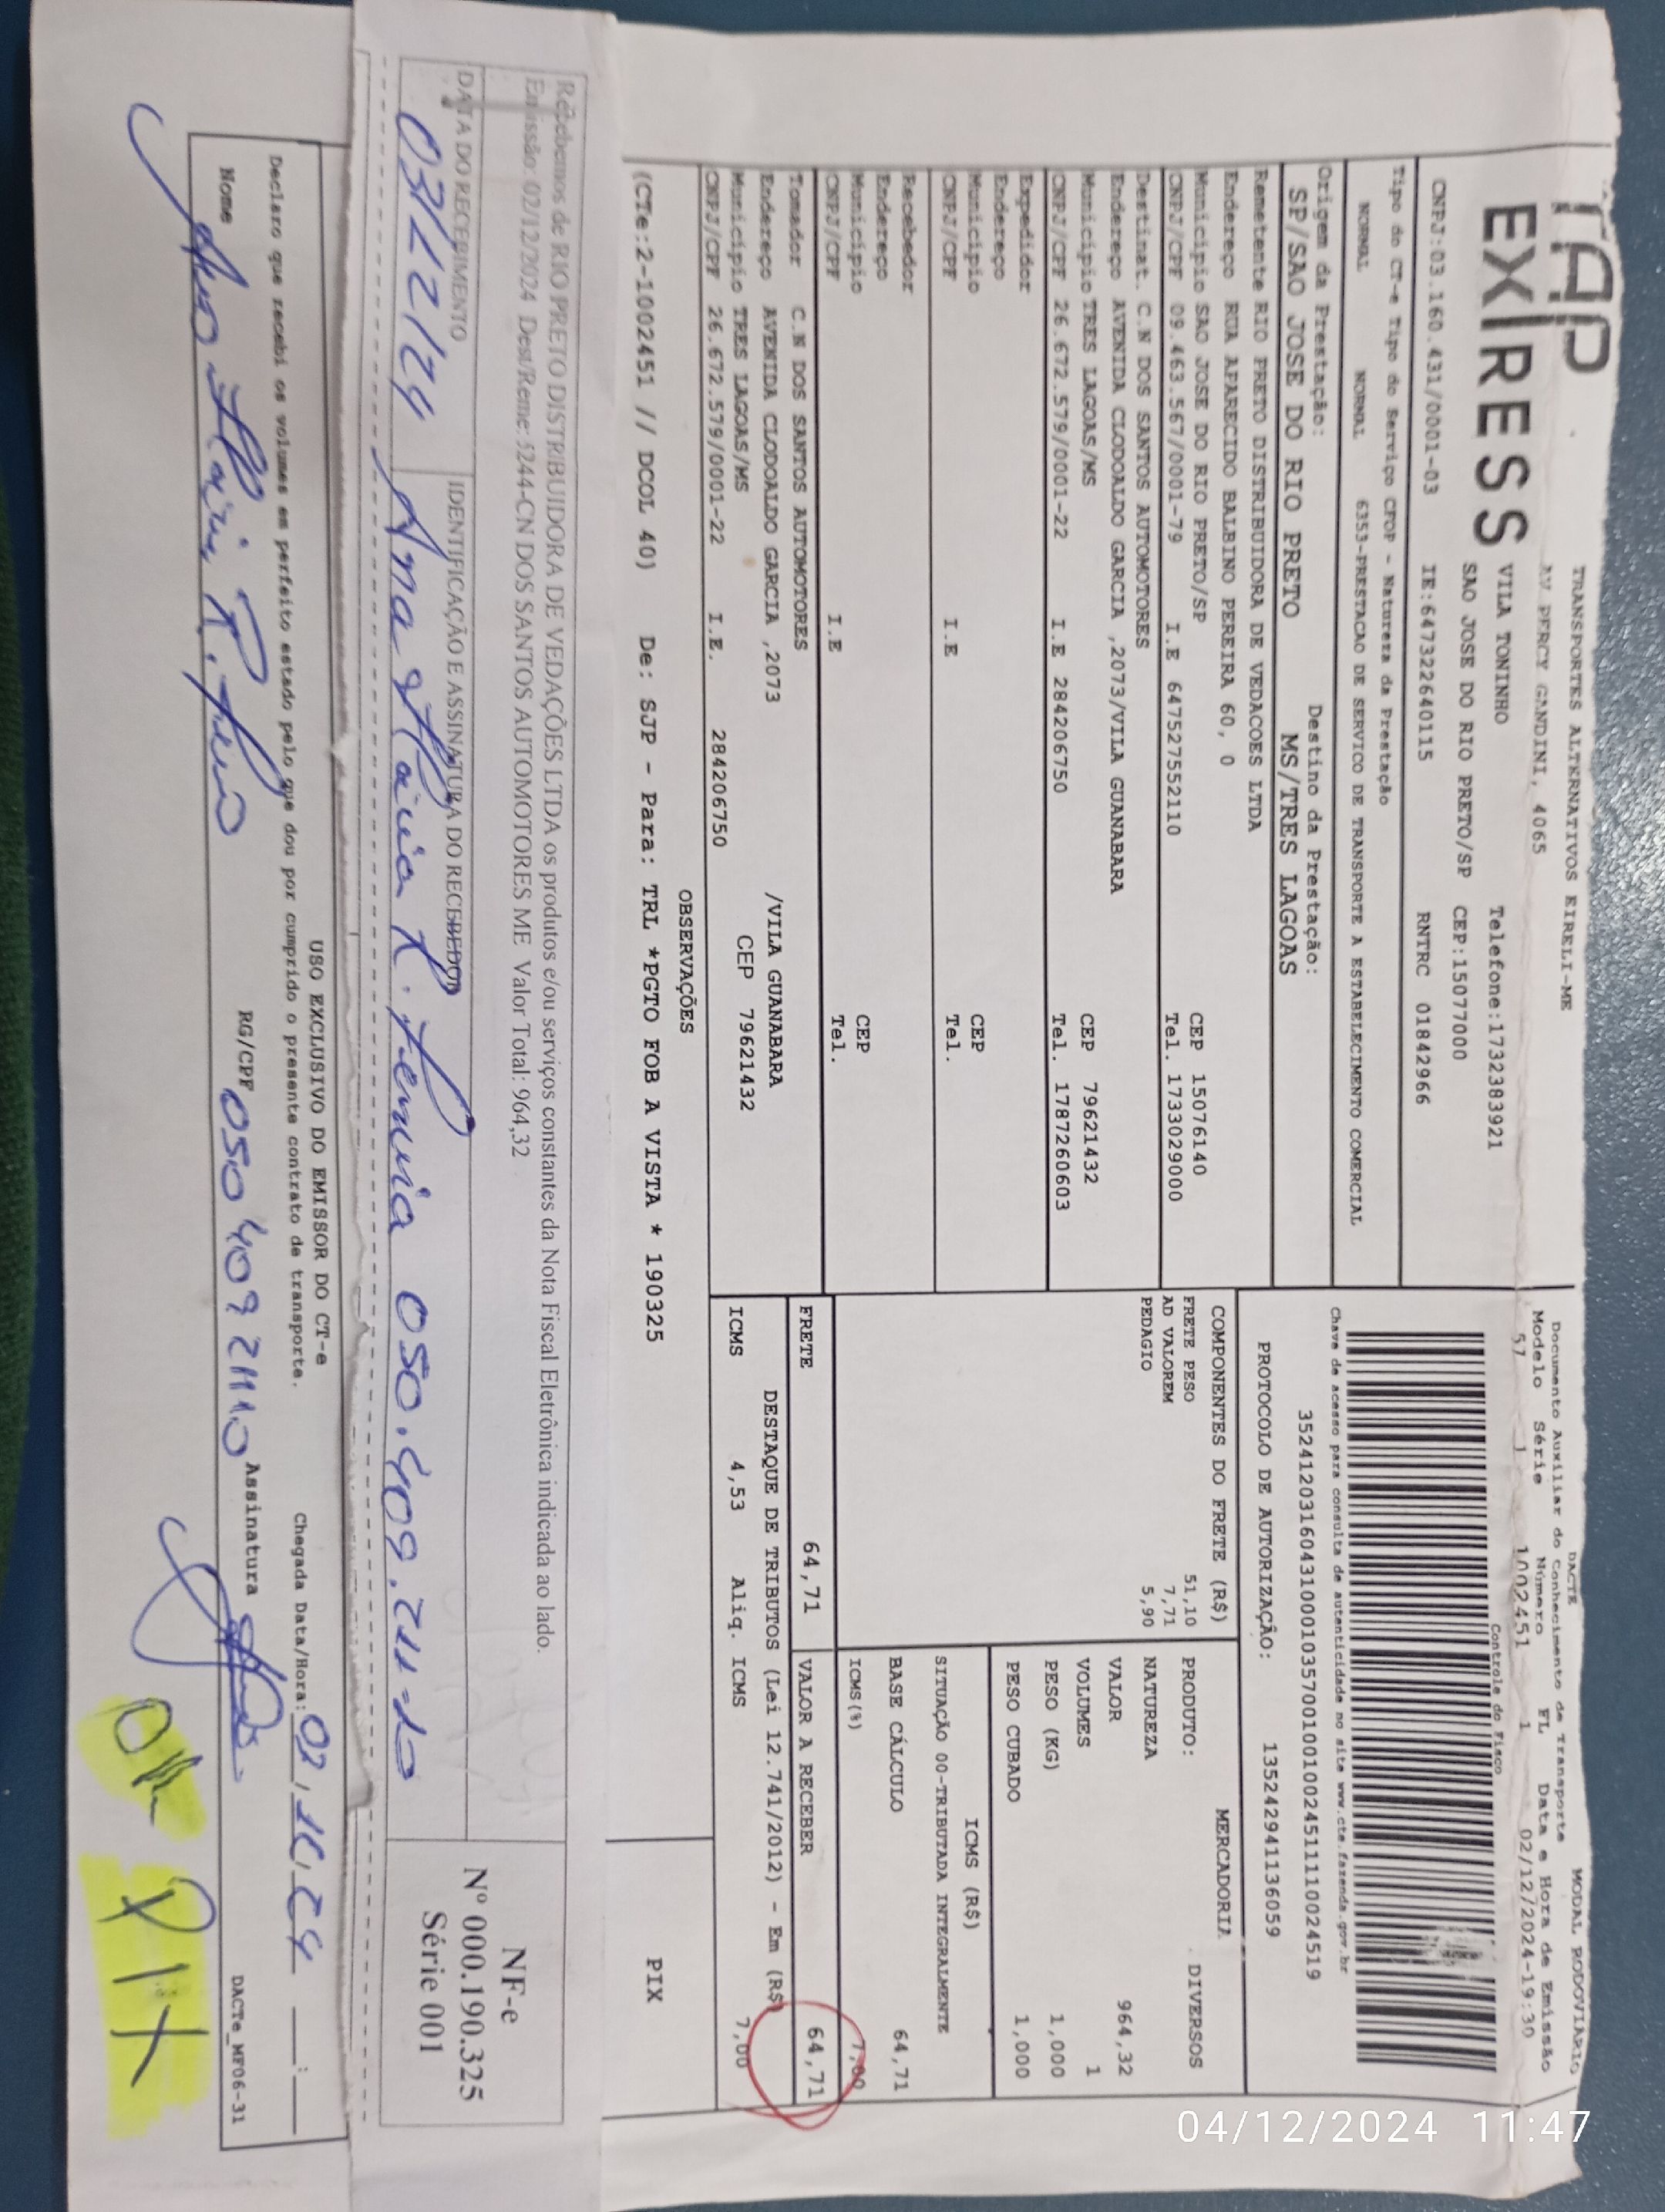 TAP
EXPRESS
TRANSPORTES ALTERNATIVOS EIRELI-ME
AV PERCY GANDINI, 4065
VILA TONINHO Telefone:1732383921
SAO JOSE DO RIO PRETO/SP CEP:15077000
CNPJ:03.160.431/0001-03 IE:647322640115 RNTRC 01842966
DACTE MODAL RODOVIÁRIO
Documento Auxiliar do Conhecimento de Transporte
Modelo Série Número FL Data e Hora de Emissão
57 1 1002451 1 02/12/2024-19:30
Controle do Fisco
Tipo do CT-e Tipo do Serviço CFOP - Natureza da Prestação
NORMAL NORMAL 6353-PRESTACAO DE SERVICO DE TRANSPORTE A ESTABELECIMENTO COMERCIAL
Chave de acesso para consulta de autenticidade no site www.cte.fazenda.gov.br
35241203160431000103570010010024511110024519
Origem da Prestação: Destino da Prestação:
SP/SAO JOSE DO RIO PRETO MS/TRES LAGOAS
PROTOCOLO DE AUTORIZAÇÃO: 135242941136059
Remetente RIO PRETO DISTRIBUIDORA DE VEDACOES LTDA
Endereço RUA APARECIDO BALBINO PEREIRA 60, 0
Município SAO JOSE DO RIO PRETO/SP CEP 15076140
CNPJ/CPF 09.463.567/0001-79 I.E 647527552110 Tel. 1733029000
Destinat. C.N DOS SANTOS AUTOMOTORES
Endereço AVENIDA CLODOALDO GARCIA ,2073/VILA GUANABARA
Município TRES LAGOAS/MS CEP 79621432
CNPJ/CPF 26.672.579/0001-22 I.E 284206750 Tel. 1787260603
Expedidor
Endereço
Município CEP
CNPJ/CPF I.E Tel.
Recebedor
Endereço
Município CEP
CNPJ/CPF I.E Tel.
Tomador C.N DOS SANTOS AUTOMOTORES
Endereço AVENIDA CLODOALDO GARCIA ,2073 /VILA GUANABARA
Município TRES LAGOAS/MS CEP 79621432
CNPJ/CPF 26.672.579/0001-22 I.E. 284206750
COMPONENTES DO FRETE (R$)
FRETE PESO 51,10
AD VALOREM 7,71
PEDAGIO 5,90
MERCADORIA
PRODUTO: DIVERSOS
NATUREZA
VALOR 964,32
VOLUMES 1
PESO (KG) 1,000
PESO CUBADO 1,000
ICMS (R$)
SITUAÇÃO 00-TRIBUTADA INTEGRALMENTE
BASE CÁLCULO 64,71
ICMS(%) 7,00
FRETE 64,71 VALOR A RECEBER 64,71
DESTAQUE DE TRIBUTOS (Lei 12.741/2012) - Em (R$)
ICMS 4,53 Aliq. ICMS 7,00
OBSERVAÇÕES
(CTe:2-1002451 // DCOL 40) De: SJP - Para: TRL *PGTO FOB A VISTA * 190325
PIX
Recebemos de RIO PRETO DISTRIBUIDORA DE VEDAÇÕES LTDA os produtos e/ou serviços constantes da Nota Fiscal Eletrônica indicada ao lado.
Emissão: 02/12/2024 Dest/Reme: 5244-CN DOS SANTOS AUTOMOTORES ME Valor Total: 964,32
DATA DO RECEBIMENTO IDENTIFICAÇÃO E ASSINATURA DO RECEBEDOR
Ana 050.409.211-10
NF-e
Nº 000.190.325
Série 001
USO EXCLUSIVO DO EMISSOR DO CT-e
Declaro que recebi os volumes em perfeito estado pelo que dou por cumprido o presente contrato de transporte.
Chegada Data/Hora:
Nome RG/CPF 050 409 21110 Assinatura
DACTe_MF06-31
PIX
04/12/2024 11:47